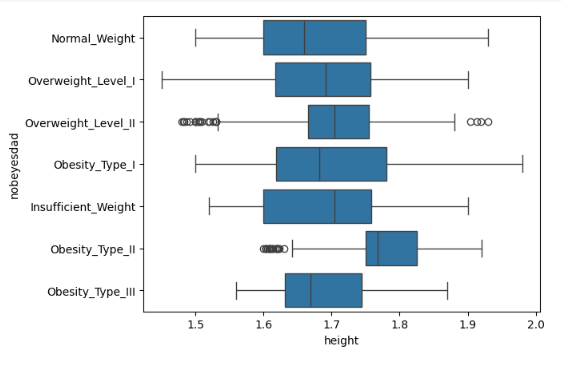 nobeyesdad
Normal_Weight
Overweight_Level_I
Overweight_Level_II
Obesity_Type_I
Insufficient_Weight
Obesity_Type_II
Obesity_Type_III
1.5 1.6 1.7 1.8 1.9 2.0
height